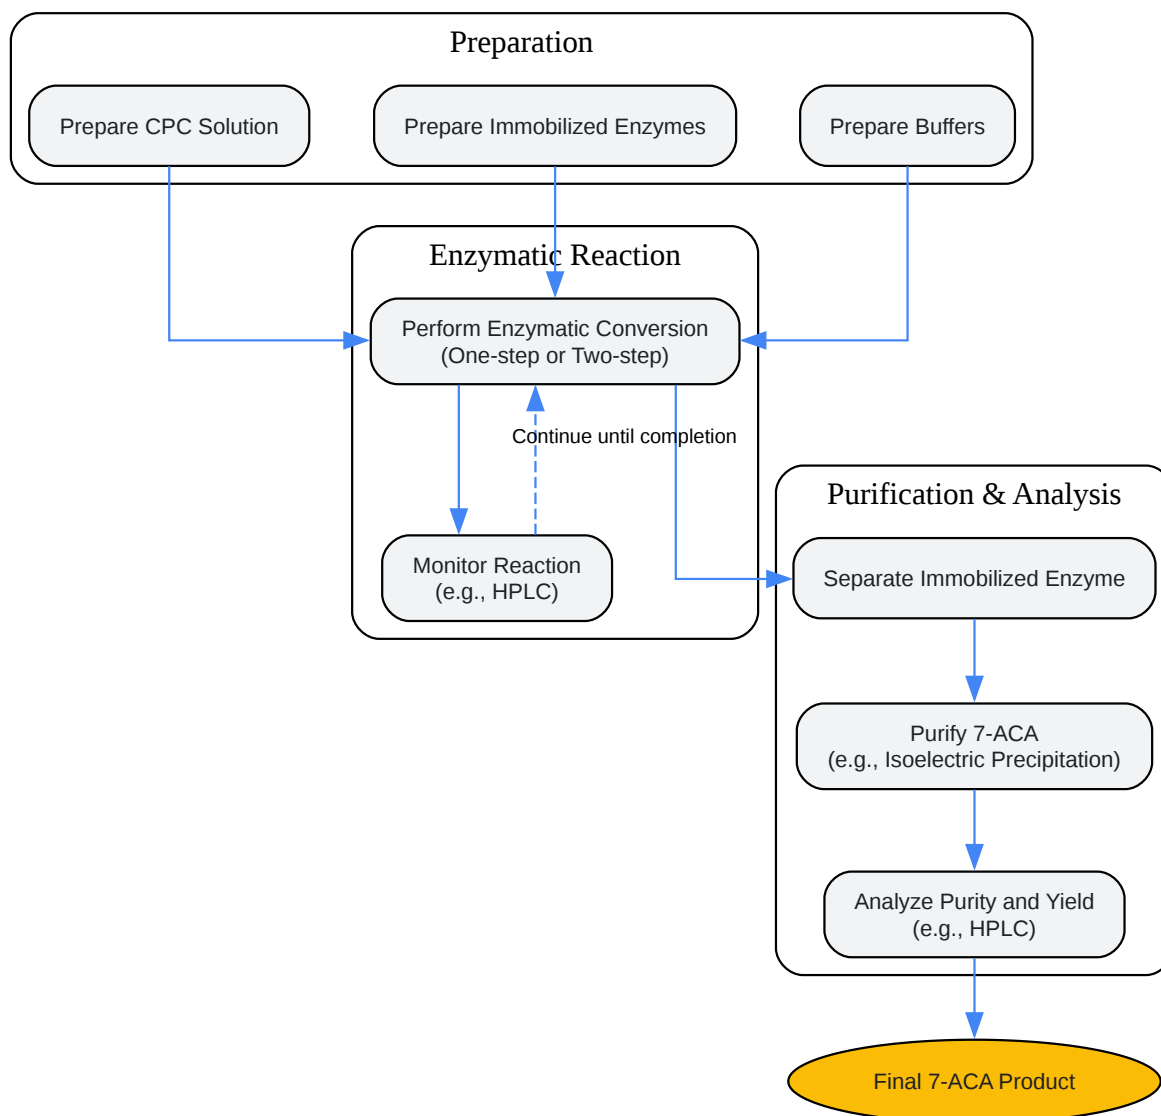 Preparation
Prepare CPC Solution
Prepare Immobilized Enzymes
Prepare Buffers
Enzymatic Reaction
Perform Enzymatic Conversion
(One-step or Two-step)
Continue until completion
Monitor Reaction
(e.g., HPLC)
Purification & Analysis
Separate Immobilized Enzyme
Purify 7-ACA
(e.g., Isoelectric Precipitation)
Analyze Purity and Yield
(e.g., HPLC)
Final 7-ACA Product